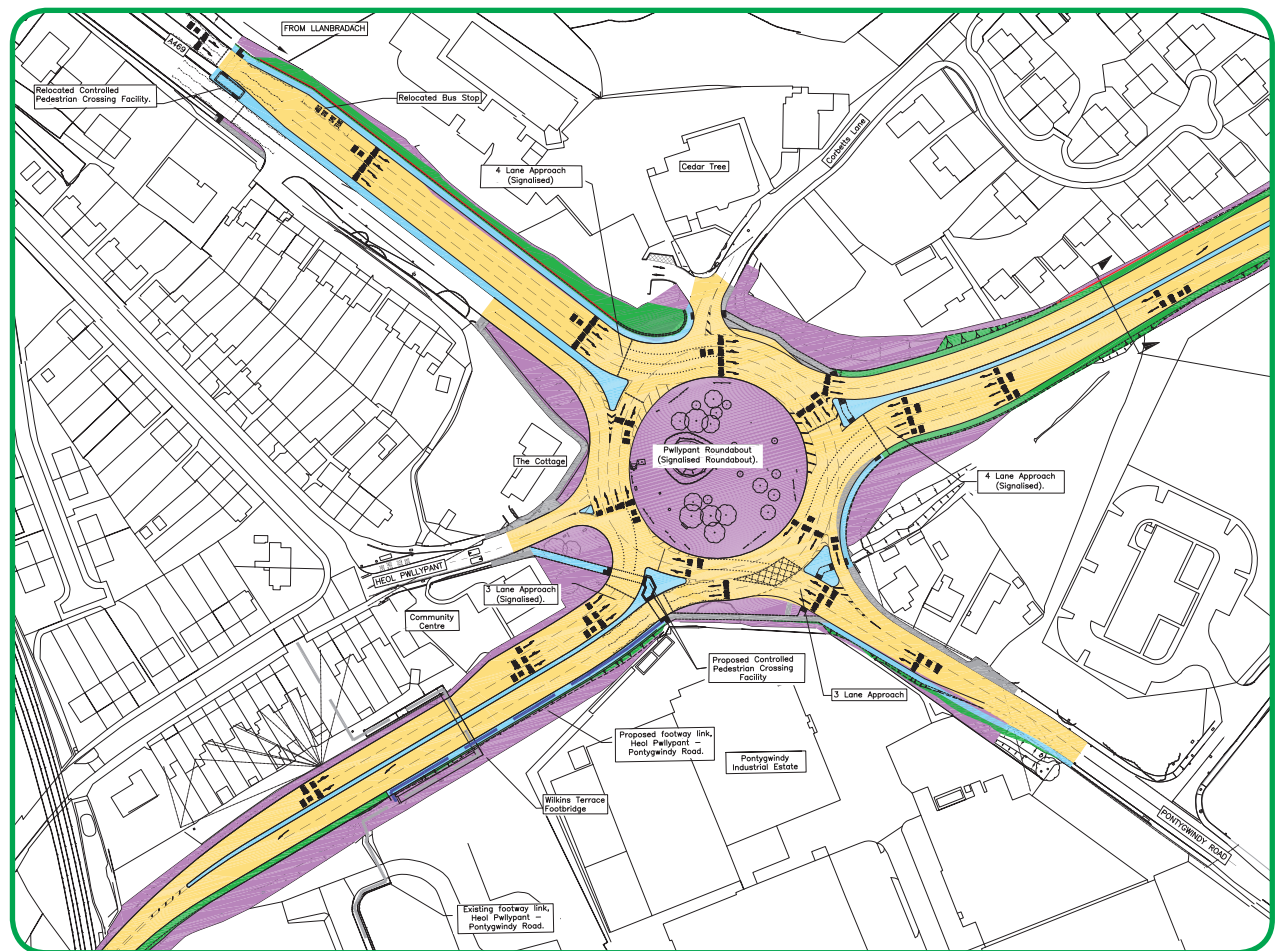 FROM LLANBRADACH
A469
Relocated Controlled
Pedestrian Crossing Facility.
Relocated Bus Stop
4 Lane Approach
(Signalised)
Cedar Tree
Corbetts Lane
Pwllypant Roundabout
(Signalised Roundabout).
The Cottage
4 Lane Approach
(Signalised).
HEOL PWLLYPANT
3 Lane Approach
(Signalised).
Community
Centre
Proposed Controlled
Pedestrian Crossing
Facility
3 Lane Approach
Proposed footway link,
Heol Pwllypant –
Pontygwindy Road.
Pontygwindy
Industrial Estate
Wilkins Terrace
Footbridge
PONTYGWINDY ROAD
Existing footway link,
Heol Pwllypant –
Pontygwindy Road.